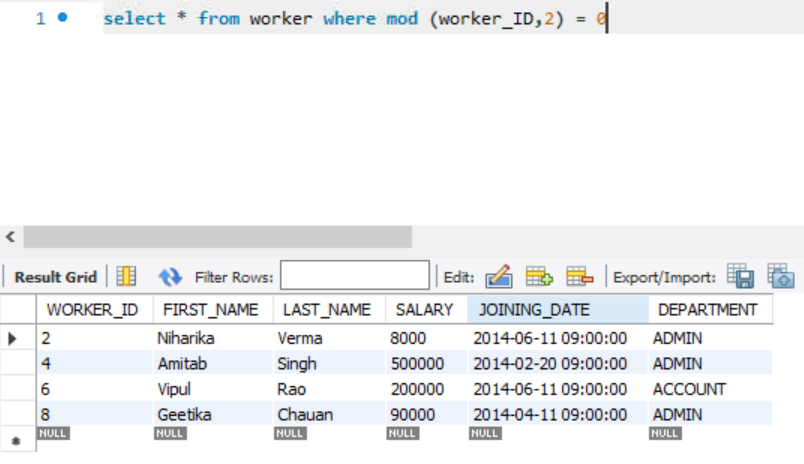 1 select * from worker where mod (worker_ID,2) = 0
Result Grid Filter Rows: Edit: Export/Import:
WORKER_ID FIRST_NAME LAST_NAME SALARY JOINING_DATE DEPARTMENT
2 Niharika Verma 8000 2014-06-11 09:00:00 ADMIN
4 Amitab Singh 500000 2014-02-20 09:00:00 ADMIN
6 Vipul Rao 200000 2014-06-11 09:00:00 ACCOUNT
8 Geetika Chauan 90000 2014-04-11 09:00:00 ADMIN
NULL NULL NULL NULL NULL NULL